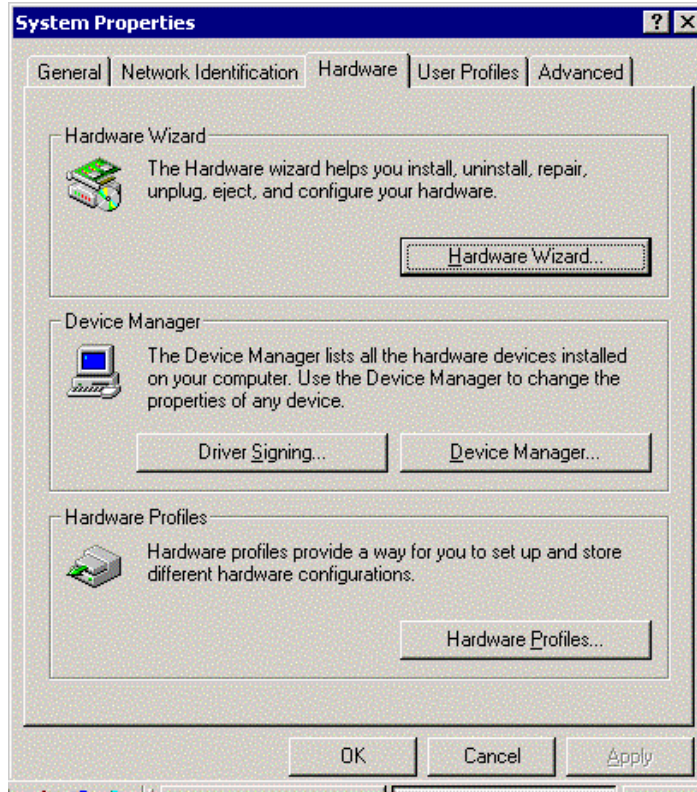 System Properties
General
Network Identification
Hardware
User Profiles
Advanced
Hardware Wizard
The Hardware wizard helps you install, uninstall, repair,
unplug, eject, and configure your hardware.
Hardware Wizard...
Device Manager
The Device Manager lists all the hardware devices installed
on your computer. Use the Device Manager to change the
properties of any device.
Driver Signing...
Device Manager...
Hardware Profiles
Hardware profiles provide a way for you to set up and store
different hardware configurations.
Hardware Profiles...
OK
Cancel
Apply